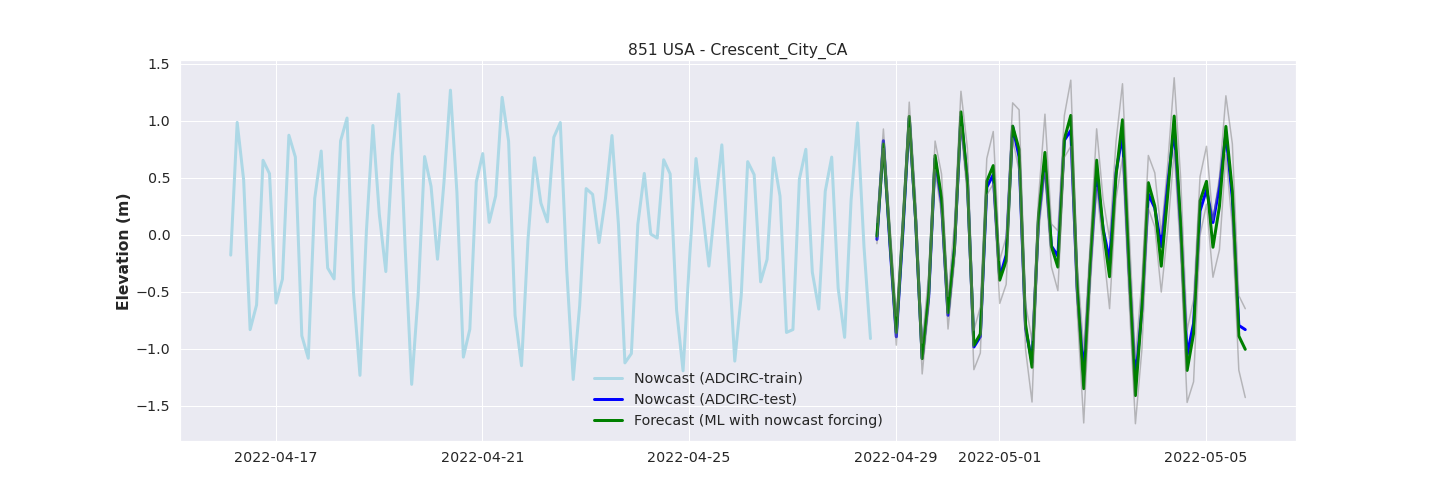 851 USA - Crescent_City_CA
1.5
1.0
0.5
0.0
−0.5
−1.0
−1.5
Elevation (m)
Nowcast (ADCIRC-train)
Nowcast (ADCIRC-test)
Forecast (ML with nowcast forcing)
2022-04-17 2022-04-21 2022-04-25 2022-04-29 2022-05-01 2022-05-05